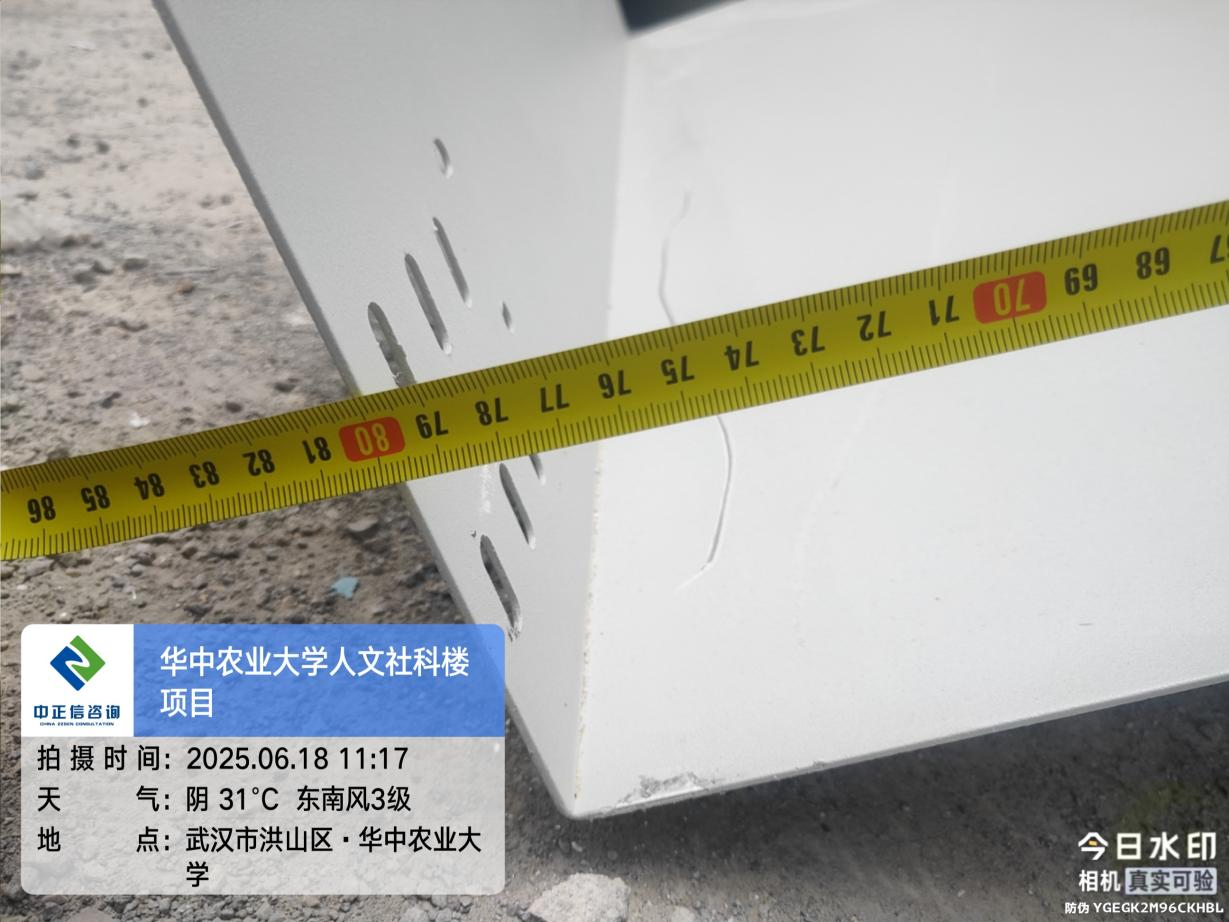 67
68
69
70
71
72
73
74
75
76
77
78
79
80
81
82
83
84
85
86
中正信咨询
CHINA ZZSEN CONSULTATION
华中农业大学人文社科楼
项目
拍摄时间: 2025.06.18 11:17
天气: 阴 31°C 东南风3级
地点: 武汉市洪山区·华中农业大
学
今日水印
相机 真实可验
防伪 YGEGK2M96CKHBL